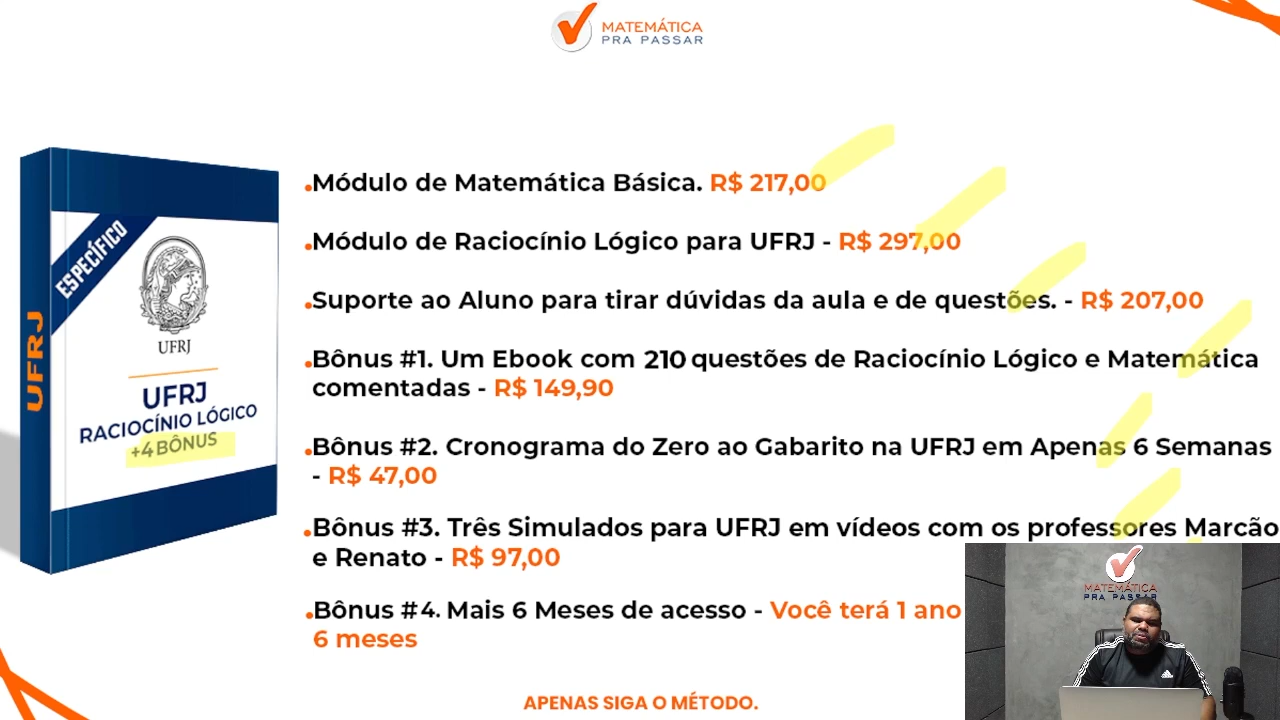 MATEMÁTICA
PRA PASSAR
ESPECÍFICO
UFRJ
UFRJ
UFRJ
RACIOCÍNIO LÓGICO
+4 BÔNUS
Módulo de Matemática Básica. R$ 217,00
Módulo de Raciocínio Lógico para UFRJ - R$ 297,00
Suporte ao Aluno para tirar dúvidas da aula e de questões. - R$ 207,00
Bônus #1. Um Ebook com 210 questões de Raciocínio Lógico e Matemática
comentadas - R$ 149,90
Bônus #2. Cronograma do Zero ao Gabarito na UFRJ em Apenas 6 Semanas
- R$ 47,00
Bônus #3. Três Simulados para UFRJ em vídeos com os professores Marcão
e Renato - R$ 97,00
Bônus #4. Mais 6 Meses de acesso - Você terá 1 ano
6 meses
MATEMÁTICA
PRA PASSAR
adidas
APENAS SIGA O MÉTODO.